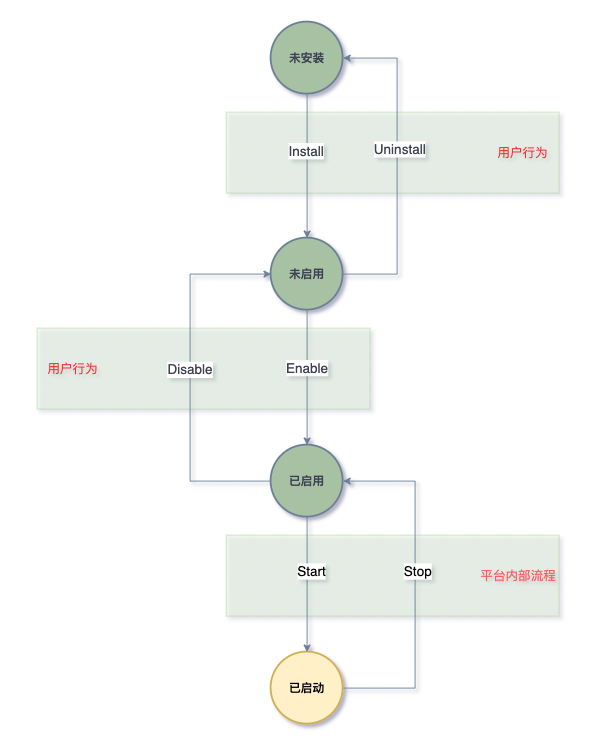 未安装
Install
Uninstall
用户行为
未启用
用户行为
Disable
Enable
已启用
Start
Stop
平台内部流程
已启动